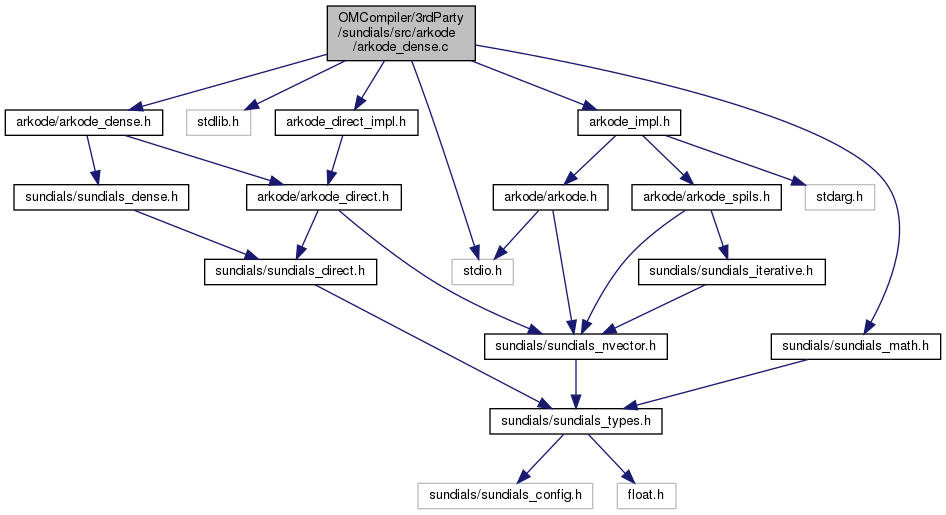 OMCompiler/3rdParty
/sundials/src/arkode
/arkode_dense.c
arkode/arkode_dense.h
stdlib.h
arkode_direct_impl.h
arkode_impl.h
sundials/sundials_dense.h
arkode/arkode_direct.h
arkode/arkode.h
arkode/arkode_spils.h
stdarg.h
sundials/sundials_direct.h
stdio.h
sundials/sundials_iterative.h
sundials/sundials_nvector.h
sundials/sundials_math.h
sundials/sundials_types.h
sundials/sundials_config.h
float.h